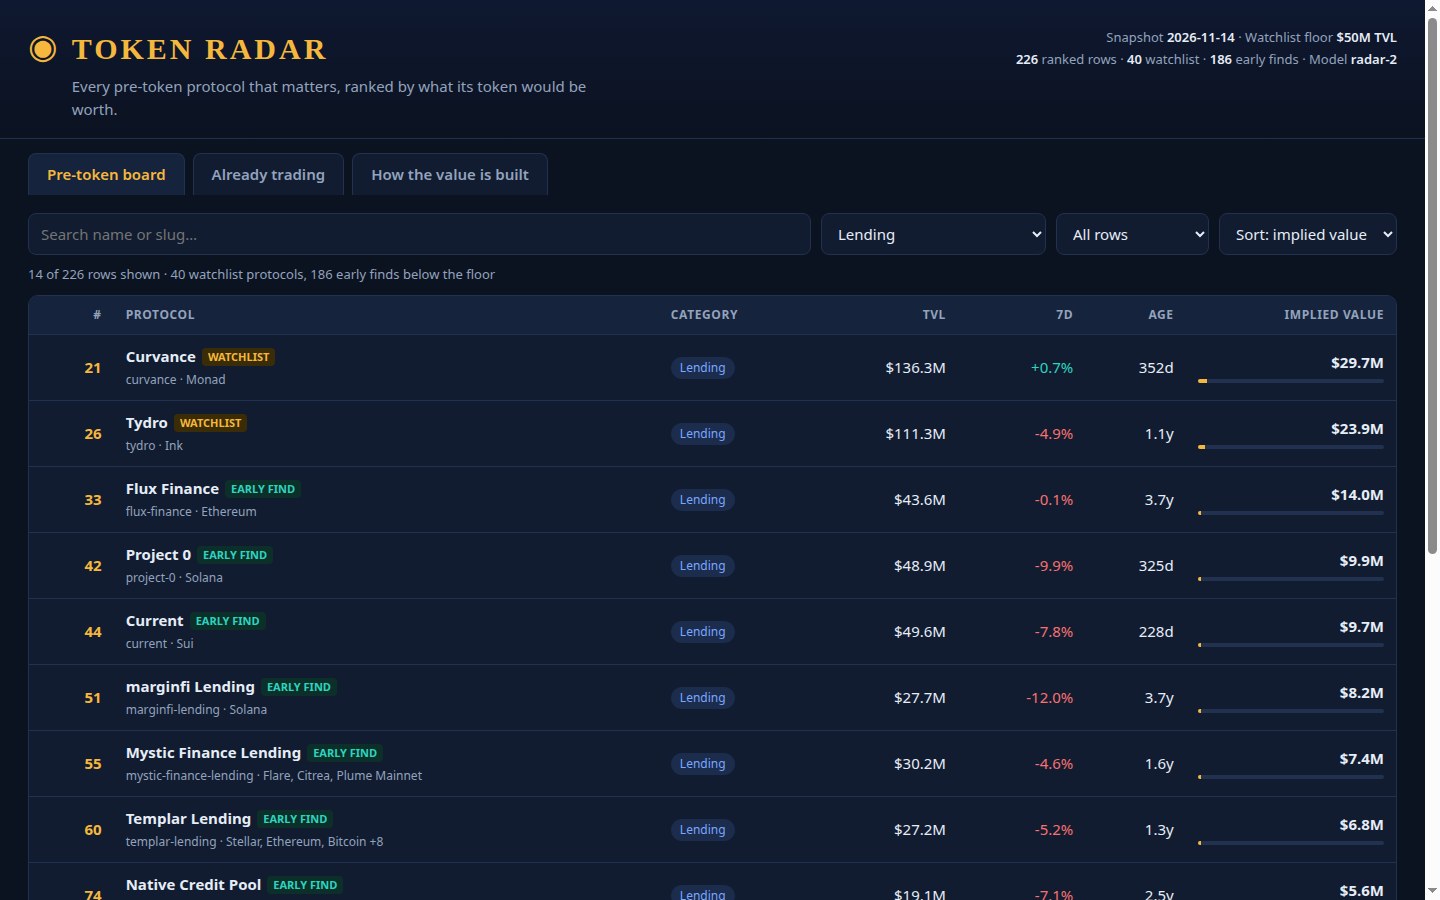 TOKEN RADAR
Every pre-token protocol that matters, ranked by what its token would be
worth.
Snapshot 2026-11-14 · Watchlist floor $50M TVL
226 ranked rows · 40 watchlist · 186 early finds · Model radar-2
Pre-token board
Already trading
How the value is built
Search name or slug...
Lending
All rows
Sort: implied value
14 of 226 rows shown · 40 watchlist protocols, 186 early finds below the floor
# PROTOCOL CATEGORY TVL 7D AGE IMPLIED VALUE
21 Curvance WATCHLIST Lending $136.3M +0.7% 352d $29.7M
curvance · Monad
26 Tydro WATCHLIST Lending $111.3M -4.9% 1.1y $23.9M
tydro · Ink
33 Flux Finance EARLY FIND Lending $43.6M -0.1% 3.7y $14.0M
flux-finance · Ethereum
42 Project 0 EARLY FIND Lending $48.9M -9.9% 325d $9.9M
project-0 · Solana
44 Current EARLY FIND Lending $49.6M -7.8% 228d $9.7M
current · Sui
51 marginfi Lending EARLY FIND Lending $27.7M -12.0% 3.7y $8.2M
marginfi-lending · Solana
55 Mystic Finance Lending EARLY FIND Lending $30.2M -4.6% 1.6y $7.4M
mystic-finance-lending · Flare, Citrea, Plume Mainnet
60 Templar Lending EARLY FIND Lending $27.2M -5.2% 1.3y $6.8M
templar-lending · Stellar, Ethereum, Bitcoin +8
74 Native Credit Pool EARLY FIND Lending $19.1M -7.1% 2.5y $5.6M